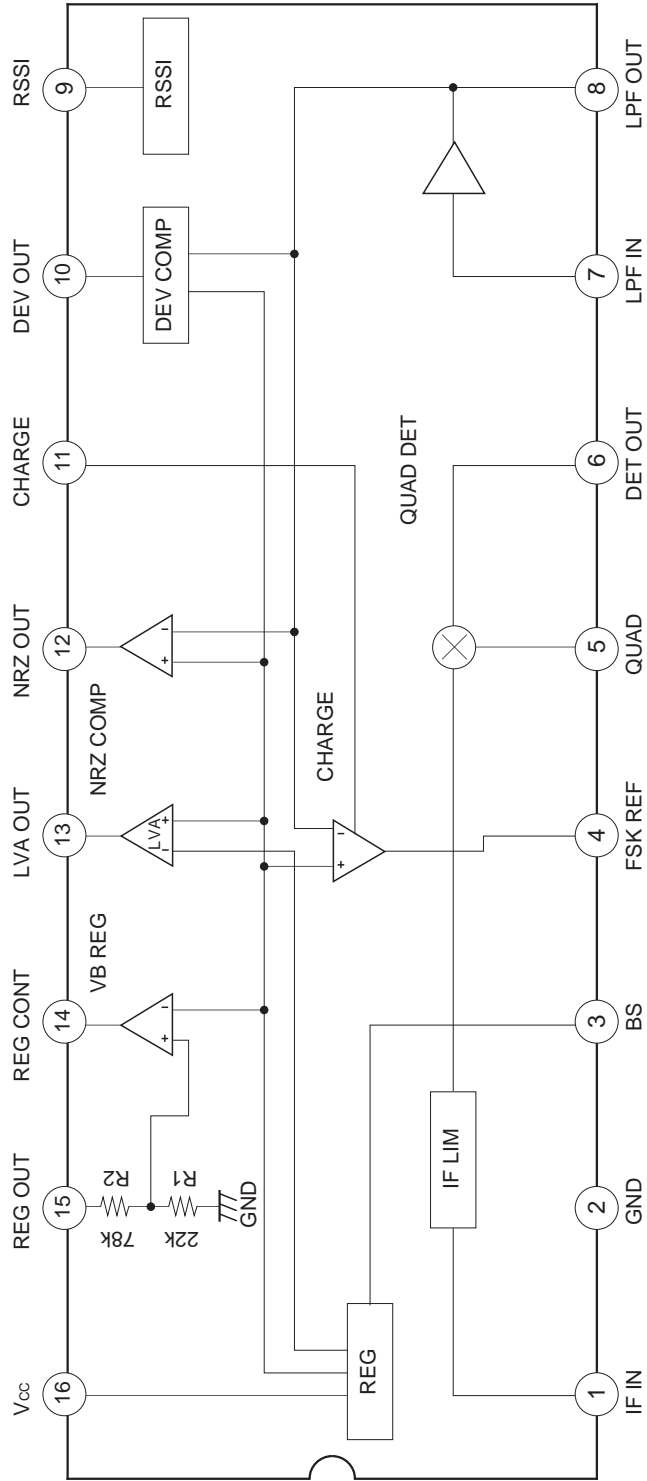 Vcc
REG OUT
REG CONT
LVA OUT
NRZ OUT
CHARGE
DEV OUT
RSSI
16
15
14
13
12
11
10
9
R2
78k
R1
22k
GND
VB REG
+
-
LVA
-
+
NRZ COMP
+
-
DEV COMP
RSSI
REG
CHARGE
+
-
QUAD DET
IF LIM
1
2
3
4
5
6
7
8
IF IN
GND
BS
FSK REF
QUAD
DET OUT
LPF IN
LPF OUT